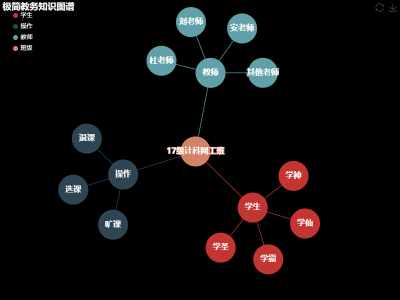 极简教务知识图谱
学生
操作
教师
班级
刘老师
安老师
杜老师
教师
其他老师
17级计科网工班
退课
操作
选课
旷课
学神
学生
学仙
学圣
学霸